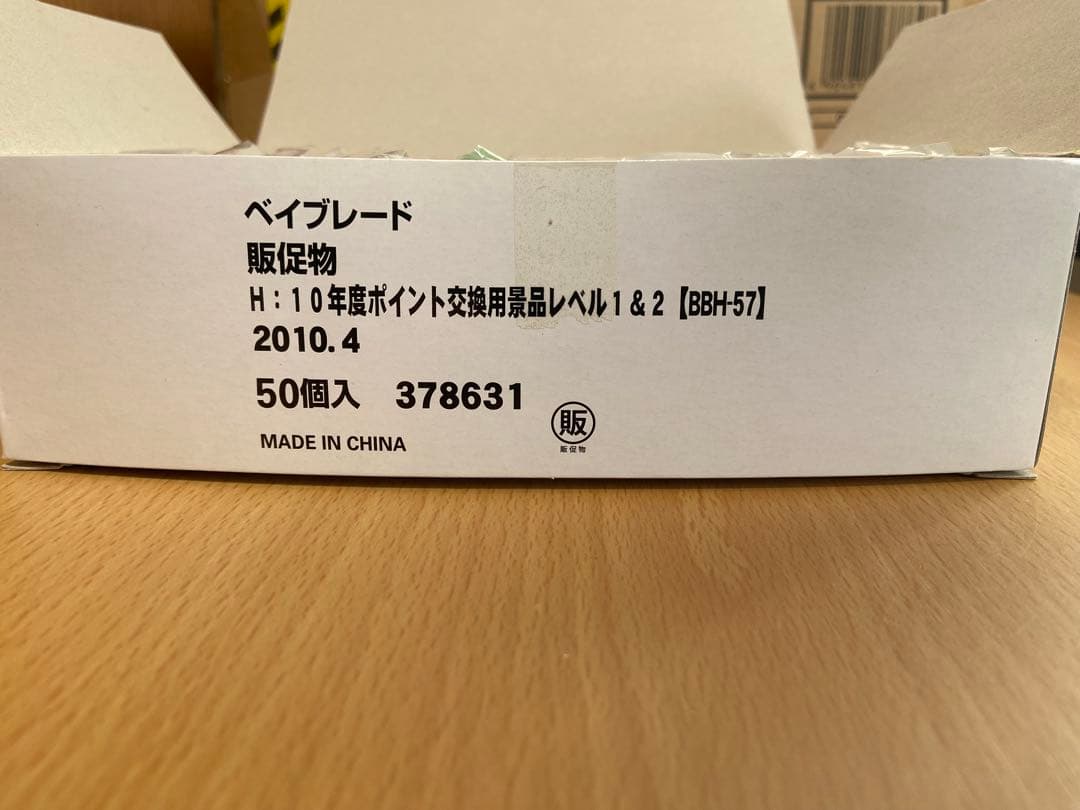 ベイブレード
販促物
H:10年度ポイント交換用景品レベル1&2【BBH-57】
2010.4
50個入 378631
MADE IN CHINA
販
販促物